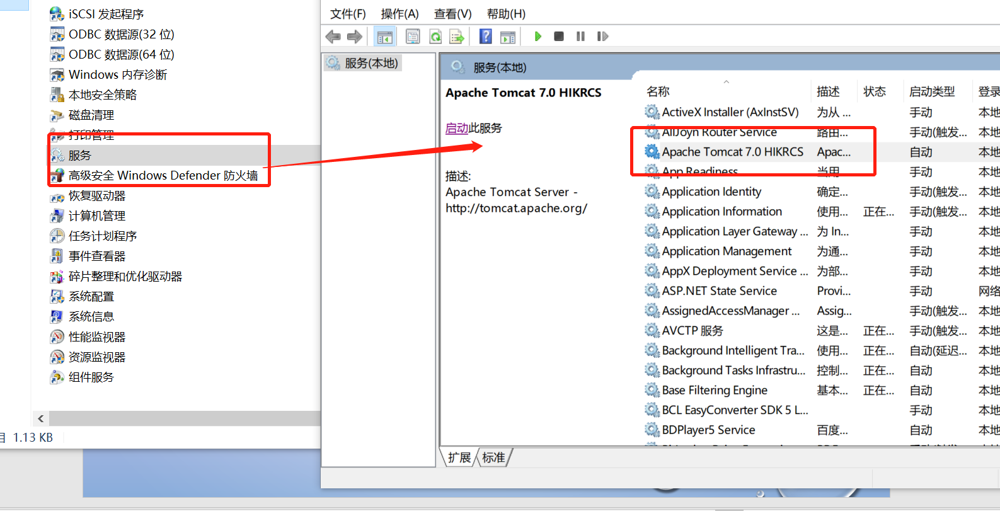 iSCSI 发起程序
ODBC 数据源(32 位)
ODBC 数据源(64 位)
Windows 内存诊断
本地安全策略
磁盘清理
打印管理
服务
高级安全 Windows Defender 防火墙
恢复驱动器
计算机管理
任务计划程序
事件查看器
碎片整理和优化驱动器
系统配置
系统信息
性能监视器
资源监视器
组件服务
1.13 KB
文件(F) 操作(A) 查看(V) 帮助(H)
服务(本地)
服务(本地)
Apache Tomcat 7.0 HIKRCS
启动此服务
描述:
Apache Tomcat Server -
http://tomcat.apache.org/
名称 描述 状态 启动类型 登录
ActiveX Installer (AxInstSV) 为从 ... 手动 本地
AllJoyn Router Service 路由... 手动(触发... 本地
Apache Tomcat 7.0 HIKRCS Apac... 自动 本地
App Readiness 当用... 手动 本地
Application Identity 确定... 手动(触发... 本地
Application Information 使用... 正在... 手动(触发... 本地
Application Layer Gateway ... 为 In... 手动 本地
Application Management 为通... 手动 本地
AppX Deployment Service ... 为部... 手动 本地
ASP.NET State Service Provi... 手动 网络
AssignedAccessManager ... Assig... 手动(触发... 本地
AVCTP 服务 这是... 正在... 手动(触发... 本地
Background Intelligent Tra... 使用... 正在... 自动(延迟... 本地
Background Tasks Infrastru... 控制... 正在... 自动 本地
Base Filtering Engine 基本... 正在... 自动 本地
BCL EasyConverter SDK 5 L... 手动 本地
BDPlayer5 Service 百度... 自动 本地
扩展 标准